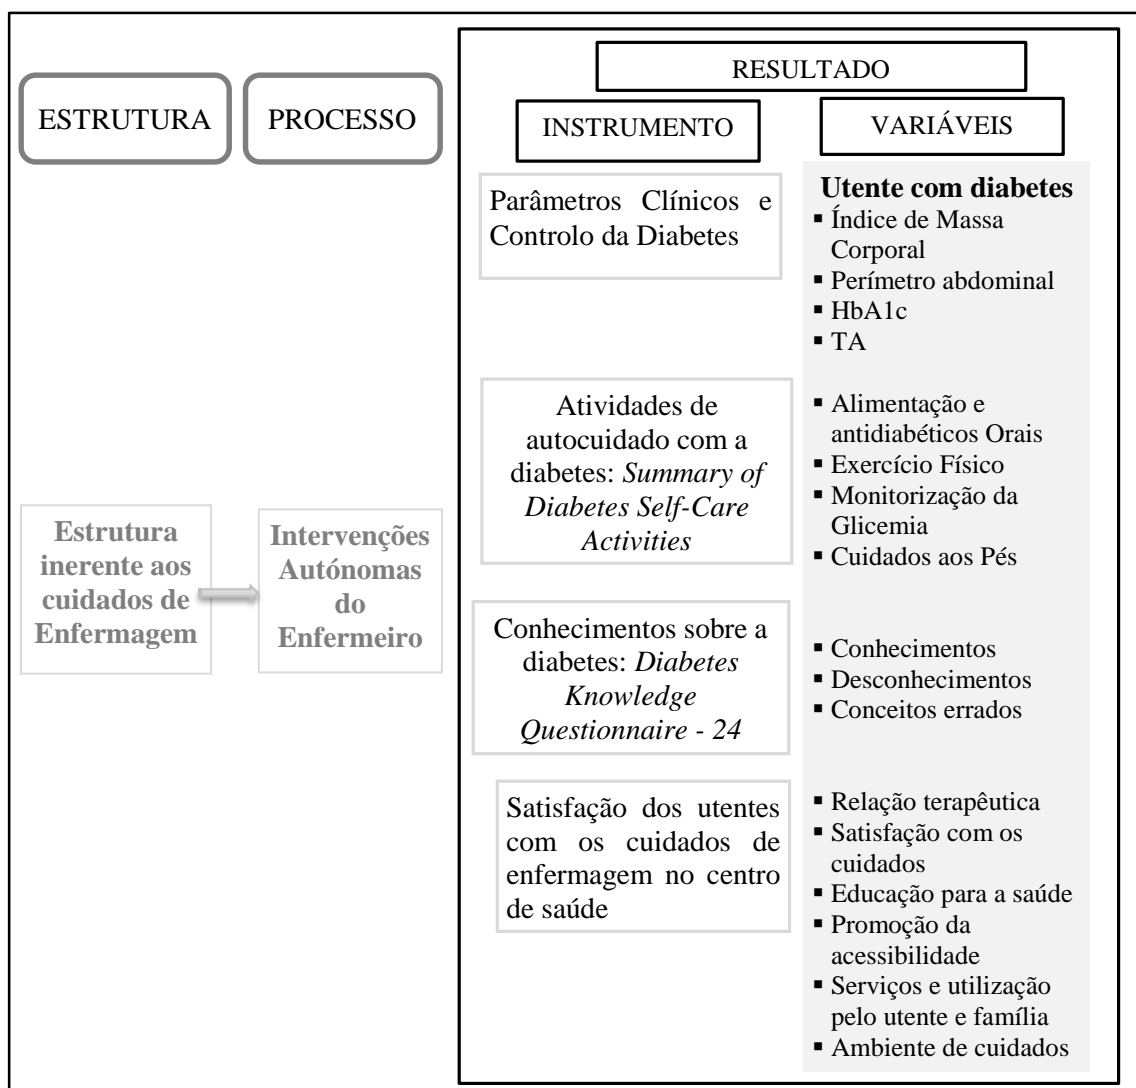 RESULTADO
ESTRUTURA
PROCESSO
INSTRUMENTO
VARIÁVEIS
Estrutura
inerente aos
cuidados de
Enfermagem
Intervenções
Autónomas
do
Enfermeiro
Parâmetros Clínicos e
Controlo da Diabetes
Utente com diabetes
▪ Índice de Massa
Corporal
▪ Perímetro abdominal
▪ HbA1c
▪ TA
Atividades de
autocuidado com a
diabetes: Summary of
Diabetes Self-Care
Activities
▪ Alimentação e
antidiabéticos Orais
▪ Exercício Físico
▪ Monitorização da
Glicemia
▪ Cuidados aos Pés
Conhecimentos sobre a
diabetes: Diabetes
Knowledge
Questionnaire - 24
▪ Conhecimentos
▪ Desconhecimentos
▪ Conceitos errados
Satisfação dos utentes
com os cuidados de
enfermagem no centro
de saúde
▪ Relação terapêutica
▪ Satisfação com os
cuidados
▪ Educação para a saúde
▪ Promoção da
acessibilidade
▪ Serviços e utilização
pelo utente e família
▪ Ambiente de cuidados